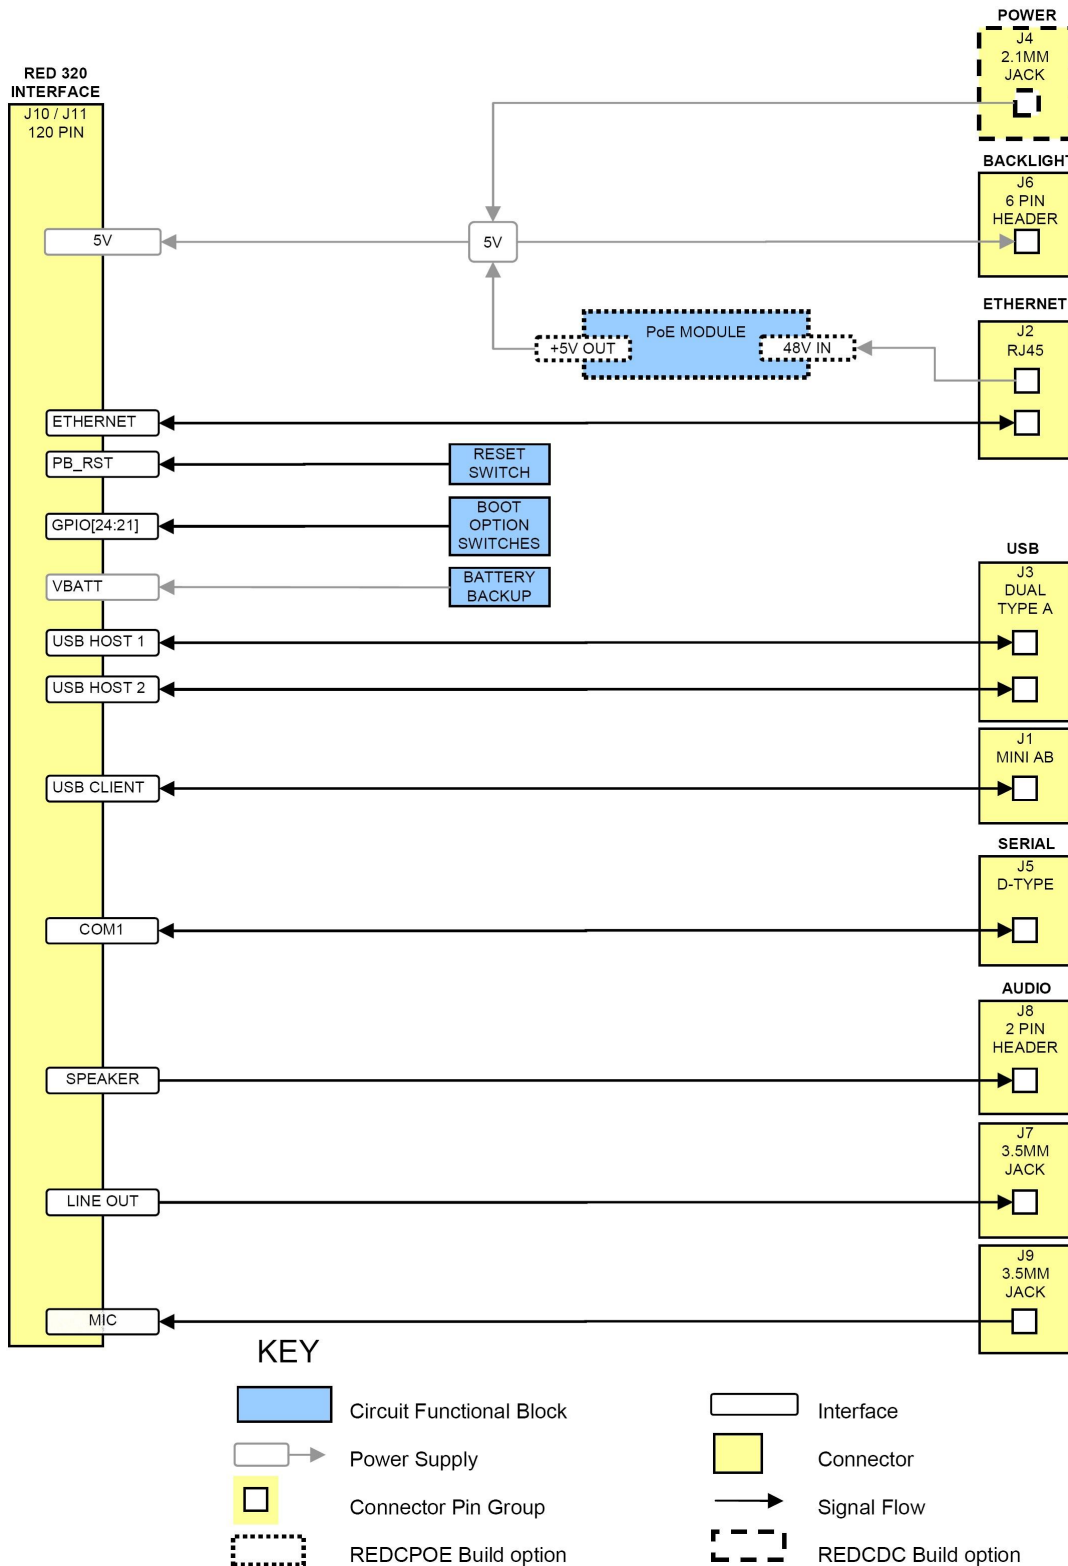 POWER
J4
2.1MM
JACK
RED 320
INTERFACE
J10 / J11
120 PIN
BACKLIGHT
J6
6 PIN
HEADER
5V
5V
ETHERNET
J2
RJ45
PoE MODULE
+5V OUT
48V IN
ETHERNET
PB_RST
RESET
SWITCH
GPIO[24:21]
BOOT
OPTION
SWITCHES
VBATT
BATTERY
BACKUP
USB
J3
DUAL
TYPE A
USB HOST 1
USB HOST 2
J1
MINI AB
USB CLIENT
SERIAL
J5
D-TYPE
COM1
AUDIO
J8
2 PIN
HEADER
SPEAKER
J7
3.5MM
JACK
LINE OUT
J9
3.5MM
JACK
MIC
KEY
Circuit Functional Block
Interface
Power Supply
Connector
Connector Pin Group
Signal Flow
REDCPOE Build option
REDCDC Build option